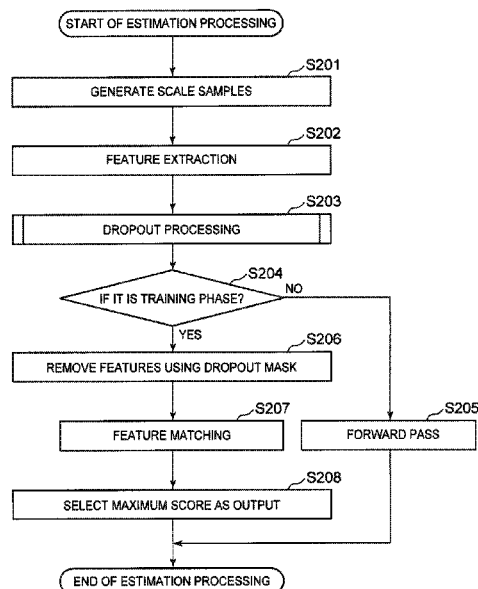 START OF ESTIMATION PROCESSING
S201
GENERATE SCALE SAMPLES
S202
FEATURE EXTRACTION
S203
DROPOUT PROCESSING
S204
IF IT IS TRAINING PHASE?
NO
YES
S206
REMOVE FEATURES USING DROPOUT MASK
S207
FEATURE MATCHING
S205
FORWARD PASS
S208
SELECT MAXIMUM SCORE AS OUTPUT
END OF ESTIMATION PROCESSING